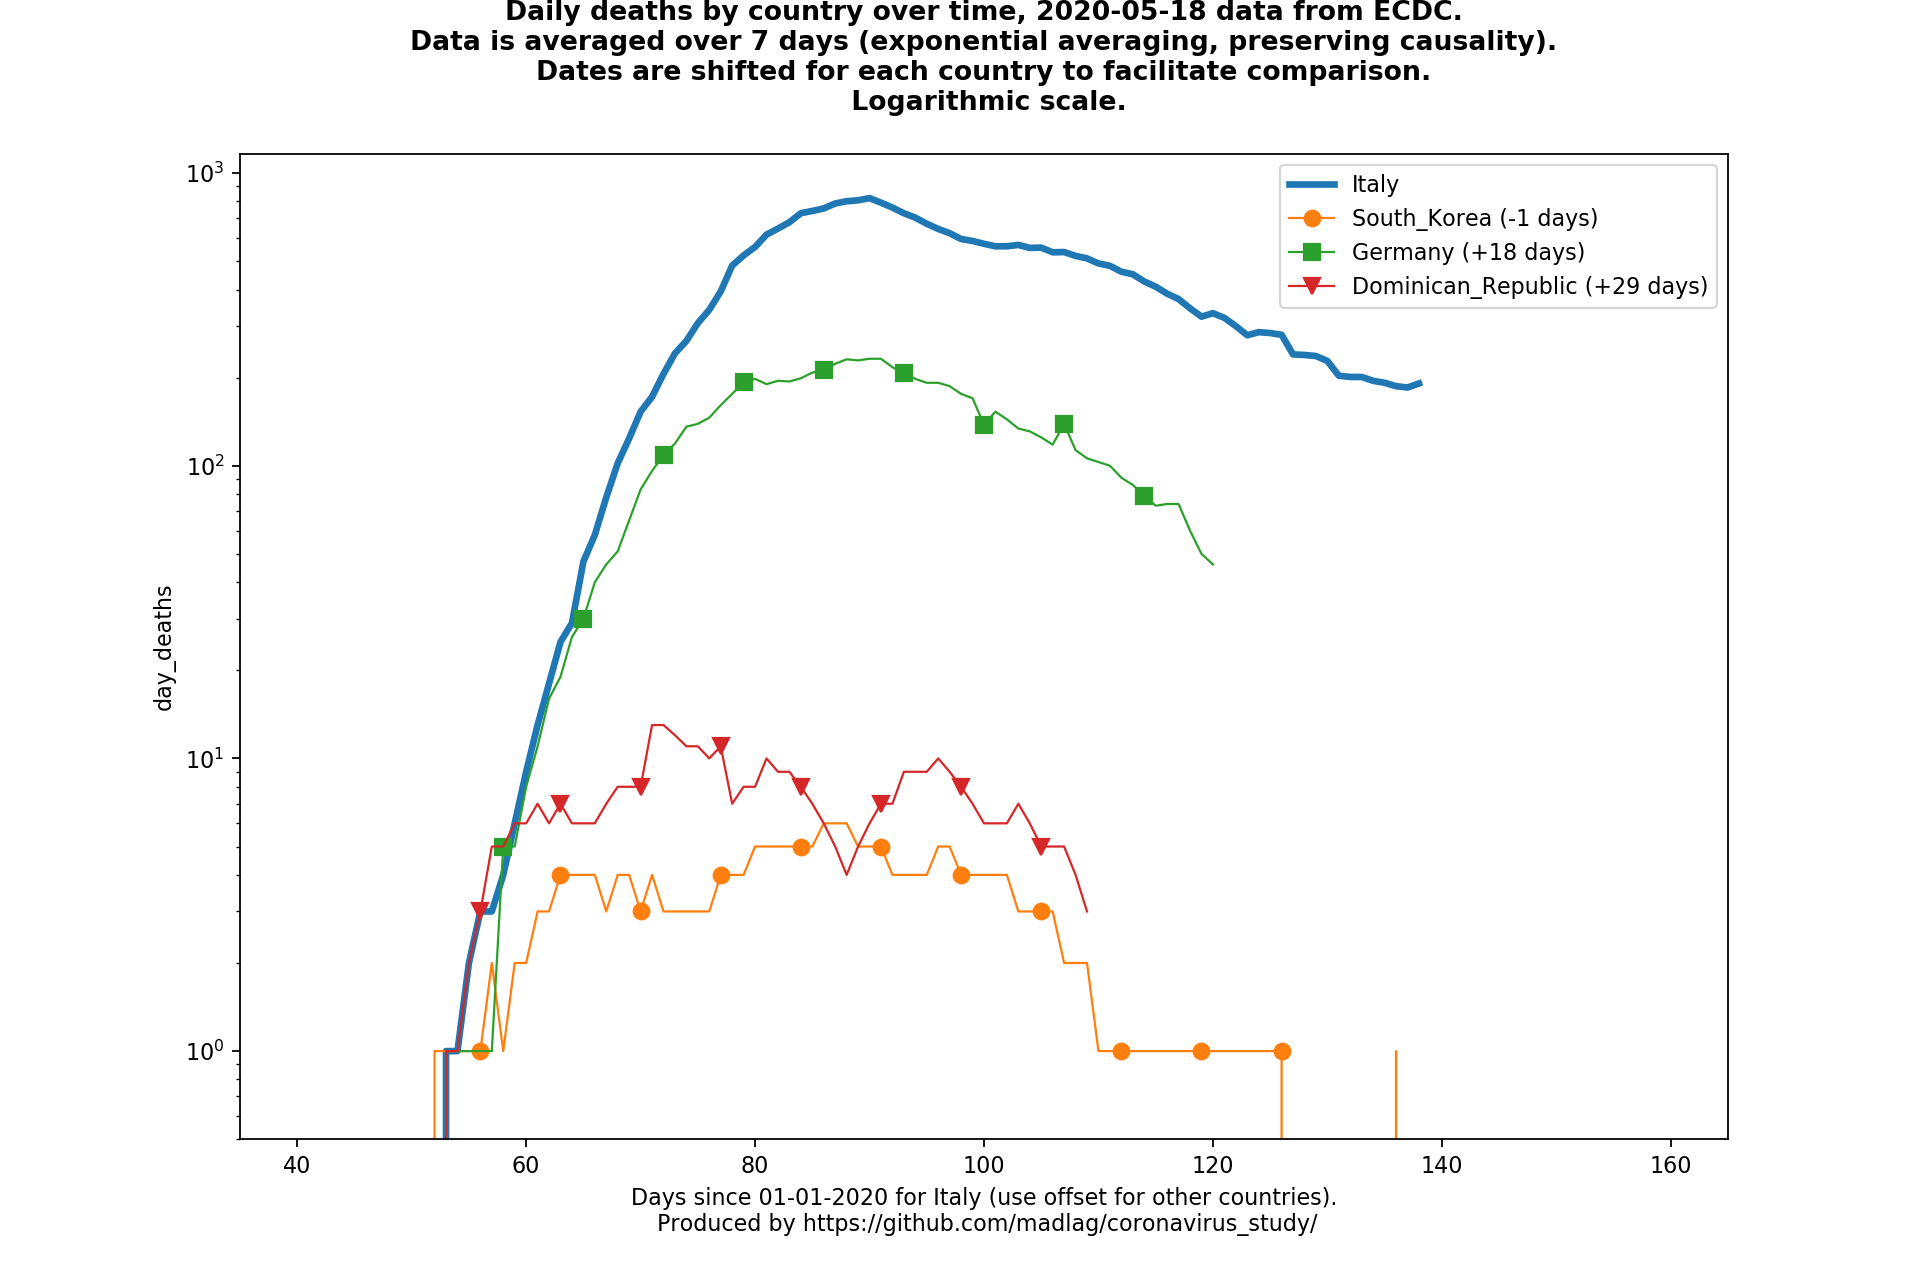 Daily deaths by country over time, 2020-05-18 data from ECDC.
Data is averaged over 7 days (exponential averaging, preserving causality).
Dates are shifted for each country to facilitate comparison.
Logarithmic scale.
10³
10²
10¹
10⁰
day_deaths
Italy
South_Korea (-1 days)
Germany (+18 days)
Dominican_Republic (+29 days)
40 60 80 100 120 140 160
Days since 01-01-2020 for Italy (use offset for other countries).
Produced by https://github.com/madlag/coronavirus_study/